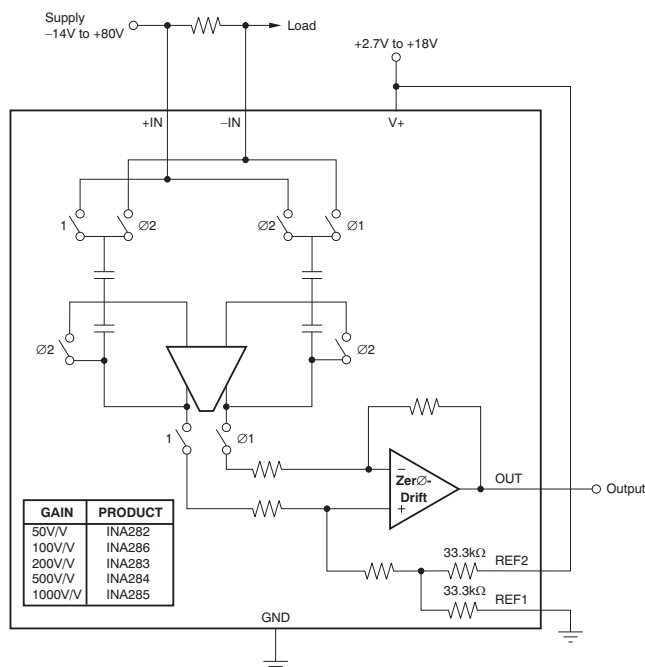 Supply
−14V to +80V
Load
+2.7V to +18V
+IN
−IN
V+
1
Ø2
Ø2
Ø1
Ø2
Ø2
1
Ø1
ZerØ-
Drift
−
+
OUT
Output
33.3kΩ
REF2
33.3kΩ
REF1
GND
GAIN PRODUCT
50V/V INA282
100V/V INA286
200V/V INA283
500V/V INA284
1000V/V INA285